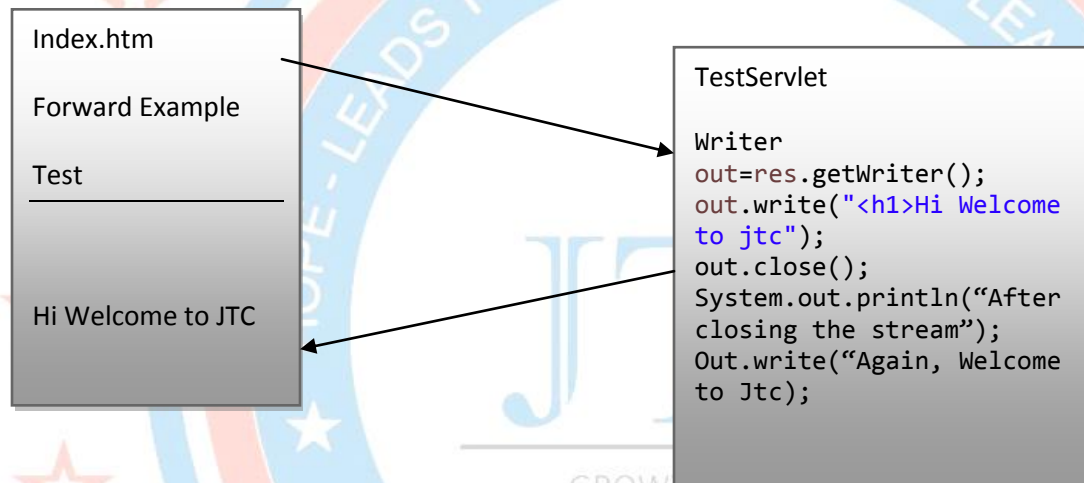 Index.htm
Forward Example
Test
Hi Welcome to JTC
TestServlet
Writer
out=res.getWriter();
out.write("<h1>Hi Welcome
to jtc");
out.close();
System.out.println(“After
closing the stream”);
Out.write(“Again, Welcome
to Jtc);